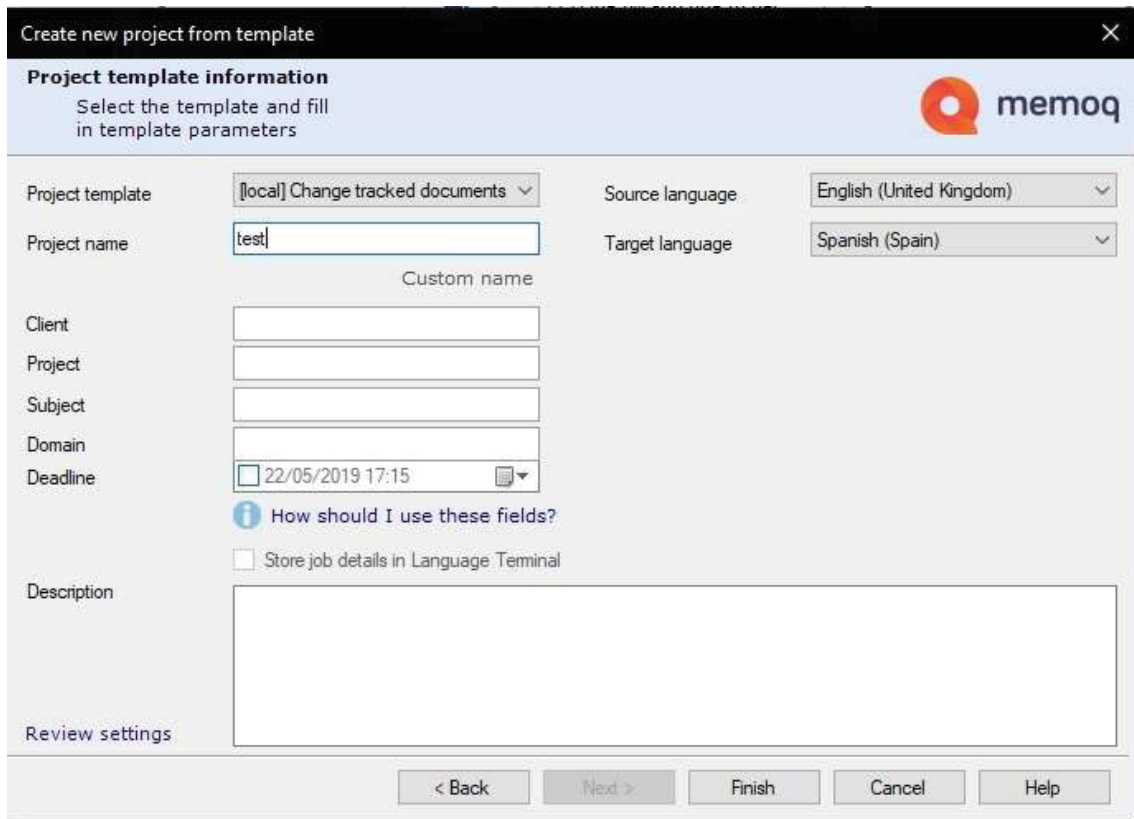 Create new project from template
Project template information
Select the template and fill
in template parameters
memoq
Project template
[local] Change tracked documents
Source language
English (United Kingdom)
Project name
test
Target language
Spanish (Spain)
Custom name
Client
Project
Subject
Domain
Deadline
22/05/2019 17:15
How should I use these fields?
Store job details in Language Terminal
Description
Review settings
< Back
Next >
Finish
Cancel
Help